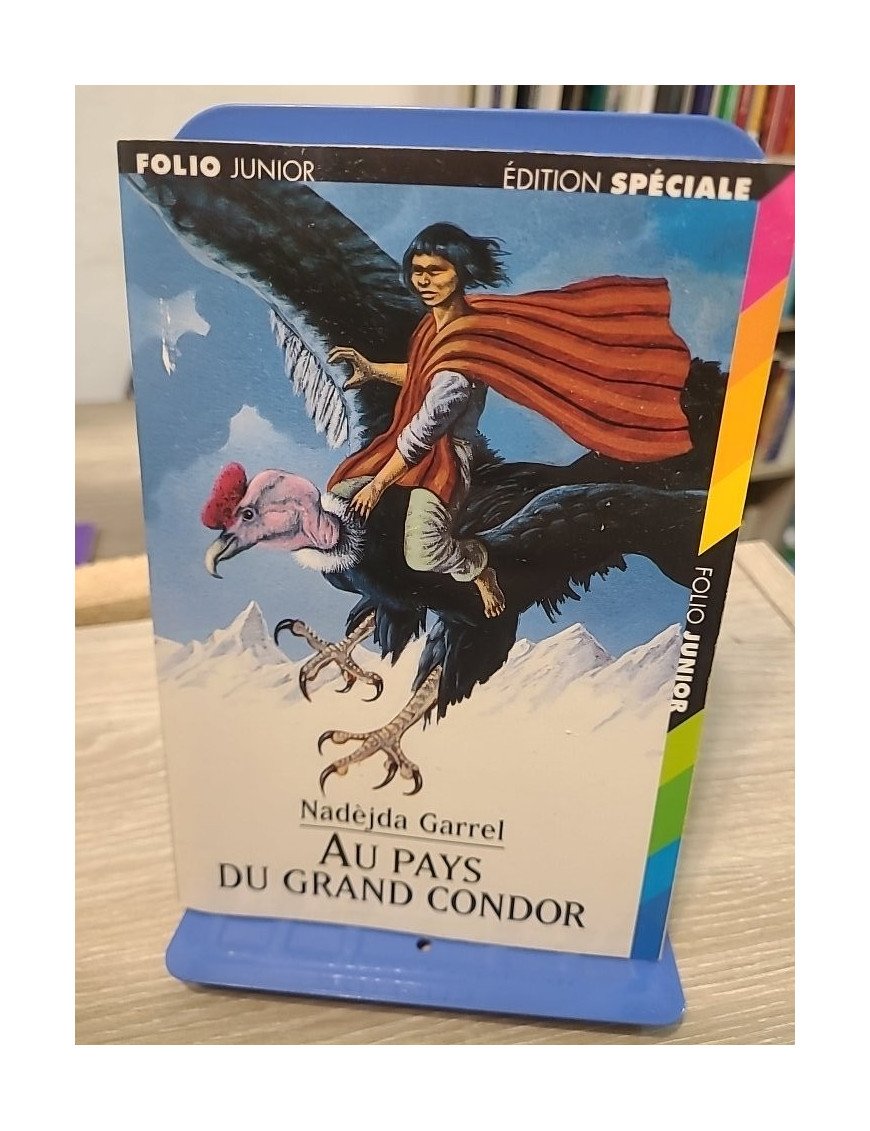 FOLIO JUNIOR
ÉDITION SPÉCIALE
FOLIO JUNIOR
Nadèjda Garrel
AU PAYS
DU GRAND CONDOR